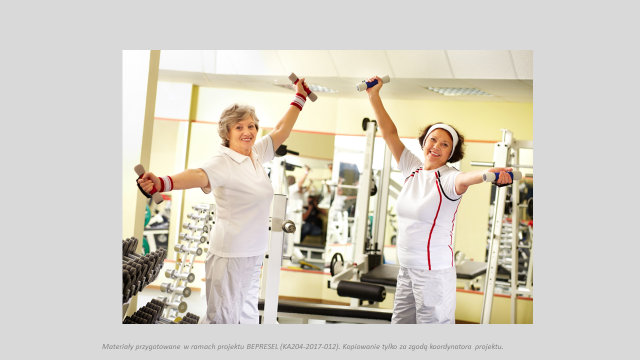 Materiały przygotowane w ramach projektu BEPRESEL (KA204-2017-012). Kopiowanie tylko za zgodą koordynatora projektu.